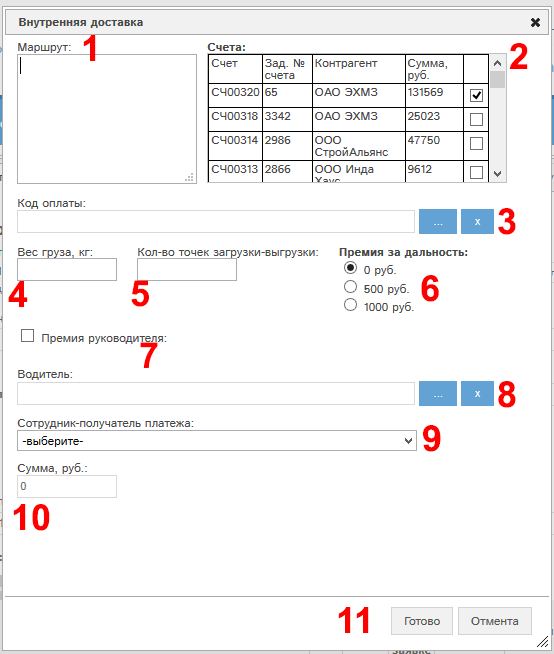 Внутренняя доставка
Маршрут:
1
Счета:
2
Счет Зад. № счета Контрагент Сумма, руб.
СЧ00320 65 ОАО ЭХМЗ 131569
СЧ00318 3342 ОАО ЭХМЗ 25023
СЧ00314 2986 ООО СтройАльянс 47750
СЧ00313 2866 ООО Инда Хаус 9612
Код оплаты:
... x 3
Вес груза, кг: Кол-во точек загрузки-выгрузки: Премия за дальность:
4 5 6
0 руб.
500 руб.
1000 руб.
Премия руководителя:
7
Водитель:
... x 8
Сотрудник-получатель платежа:
-выберите- 9
Сумма, руб.:
0
10
11 Готово Отмента
заявке